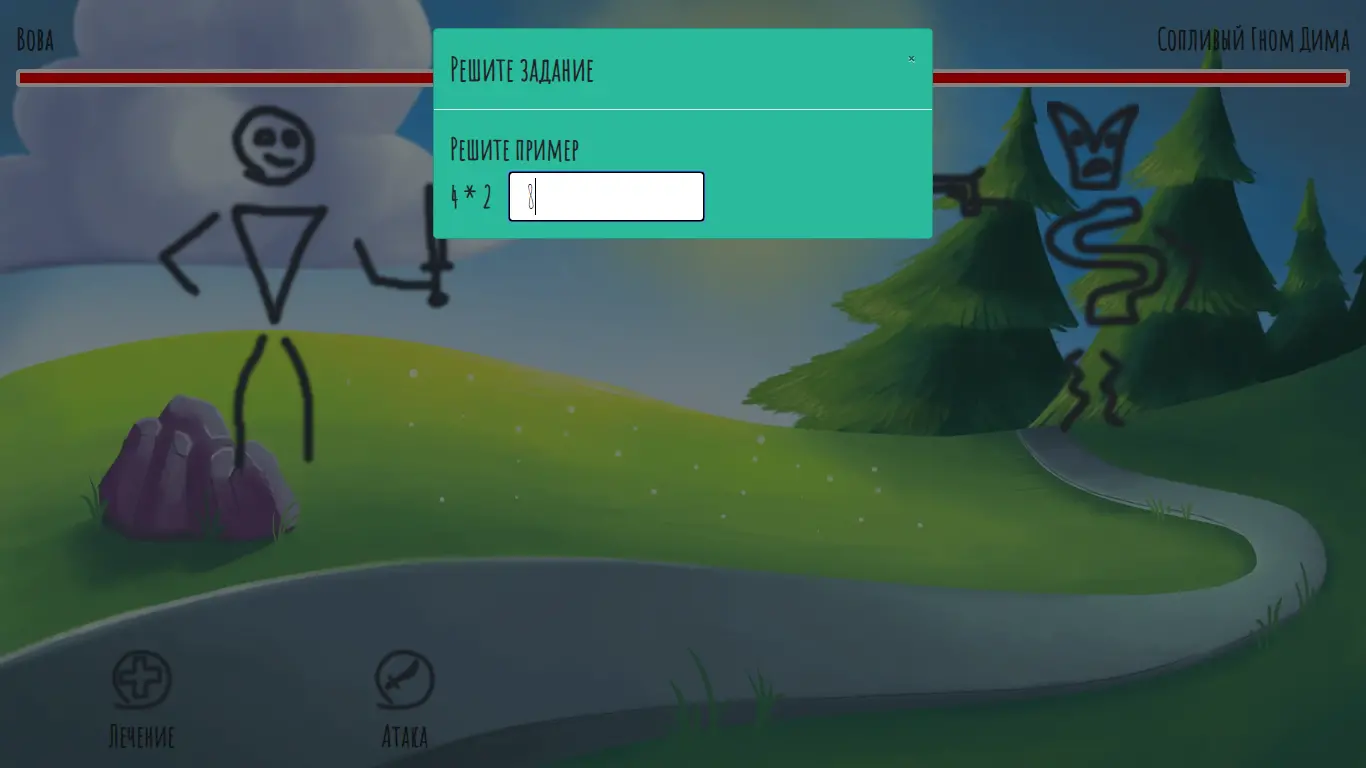 Вова
Сопливый Гном Дима
Решите задание
×
Решите пример
4 * 2 8
Лечение
Атака